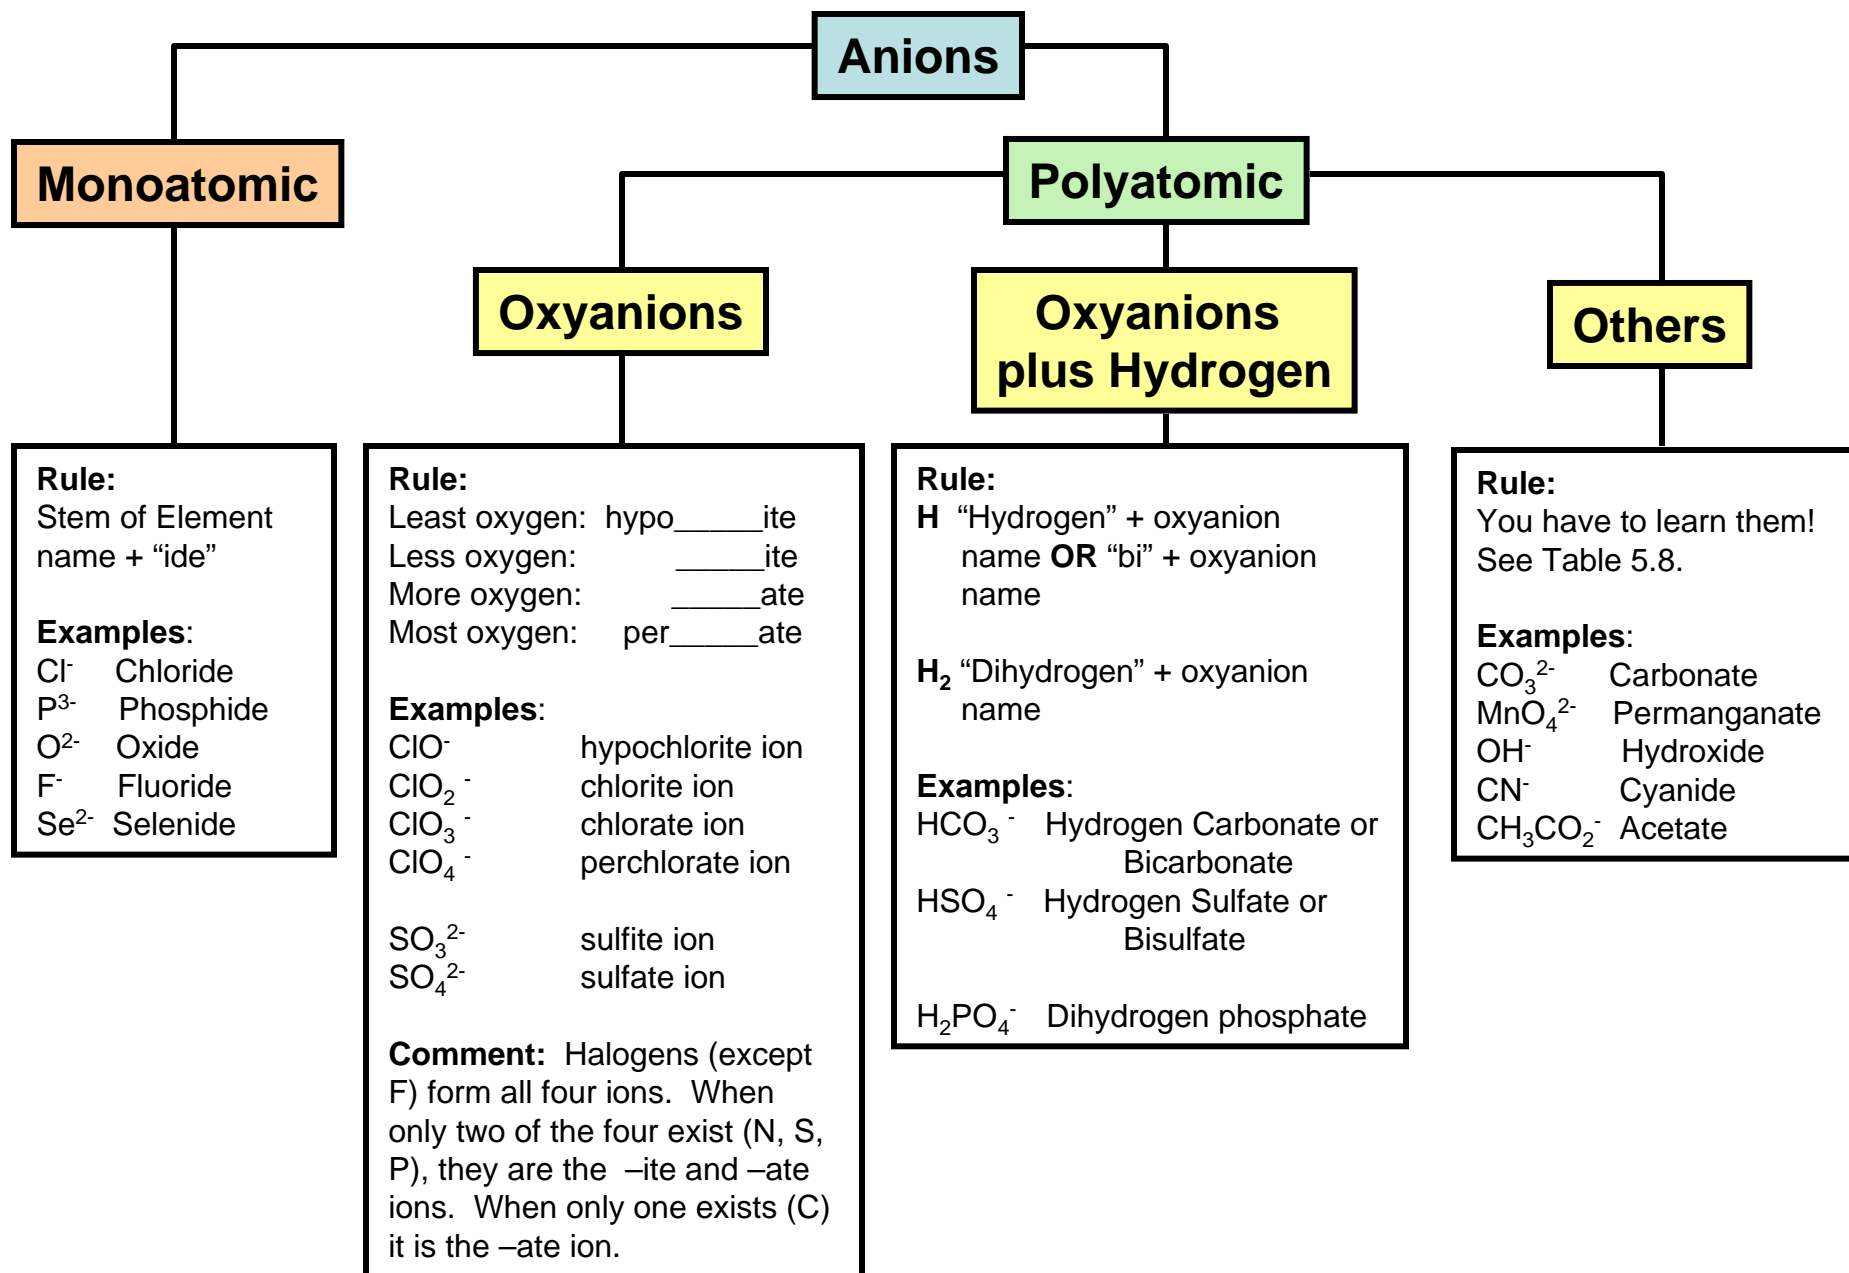 Anions
Monoatomic
Polyatomic
Oxyanions
Oxyanions
plus Hydrogen
Others
Rule:
Stem of Element
name + “ide”
Examples:
Cl⁻ Chloride
P³⁻ Phosphide
O²⁻ Oxide
F⁻ Fluoride
Se²⁻ Selenide
Rule:
Least oxygen: hypo_____ite
Less oxygen: _____ite
More oxygen: _____ate
Most oxygen: per_____ate
Examples:
ClO⁻ hypochlorite ion
ClO₂ ⁻ chlorite ion
ClO₃ ⁻ chlorate ion
ClO₄ ⁻ perchlorate ion
SO₃²⁻ sulfite ion
SO₄²⁻ sulfate ion
Comment: Halogens (except
F) form all four ions. When
only two of the four exist (N, S,
P), they are the –ite and –ate
ions. When only one exists (C)
it is the –ate ion.
Rule:
H “Hydrogen” + oxyanion
name OR “bi” + oxyanion
name
H₂ “Dihydrogen” + oxyanion
name
Examples:
HCO₃ ⁻ Hydrogen Carbonate or
Bicarbonate
HSO₄ ⁻ Hydrogen Sulfate or
Bisulfate
H₂PO₄⁻ Dihydrogen phosphate
Rule:
You have to learn them!
See Table 5.8.
Examples:
CO₃²⁻ Carbonate
MnO₄²⁻ Permanganate
OH⁻ Hydroxide
CN⁻ Cyanide
CH₃CO₂⁻ Acetate